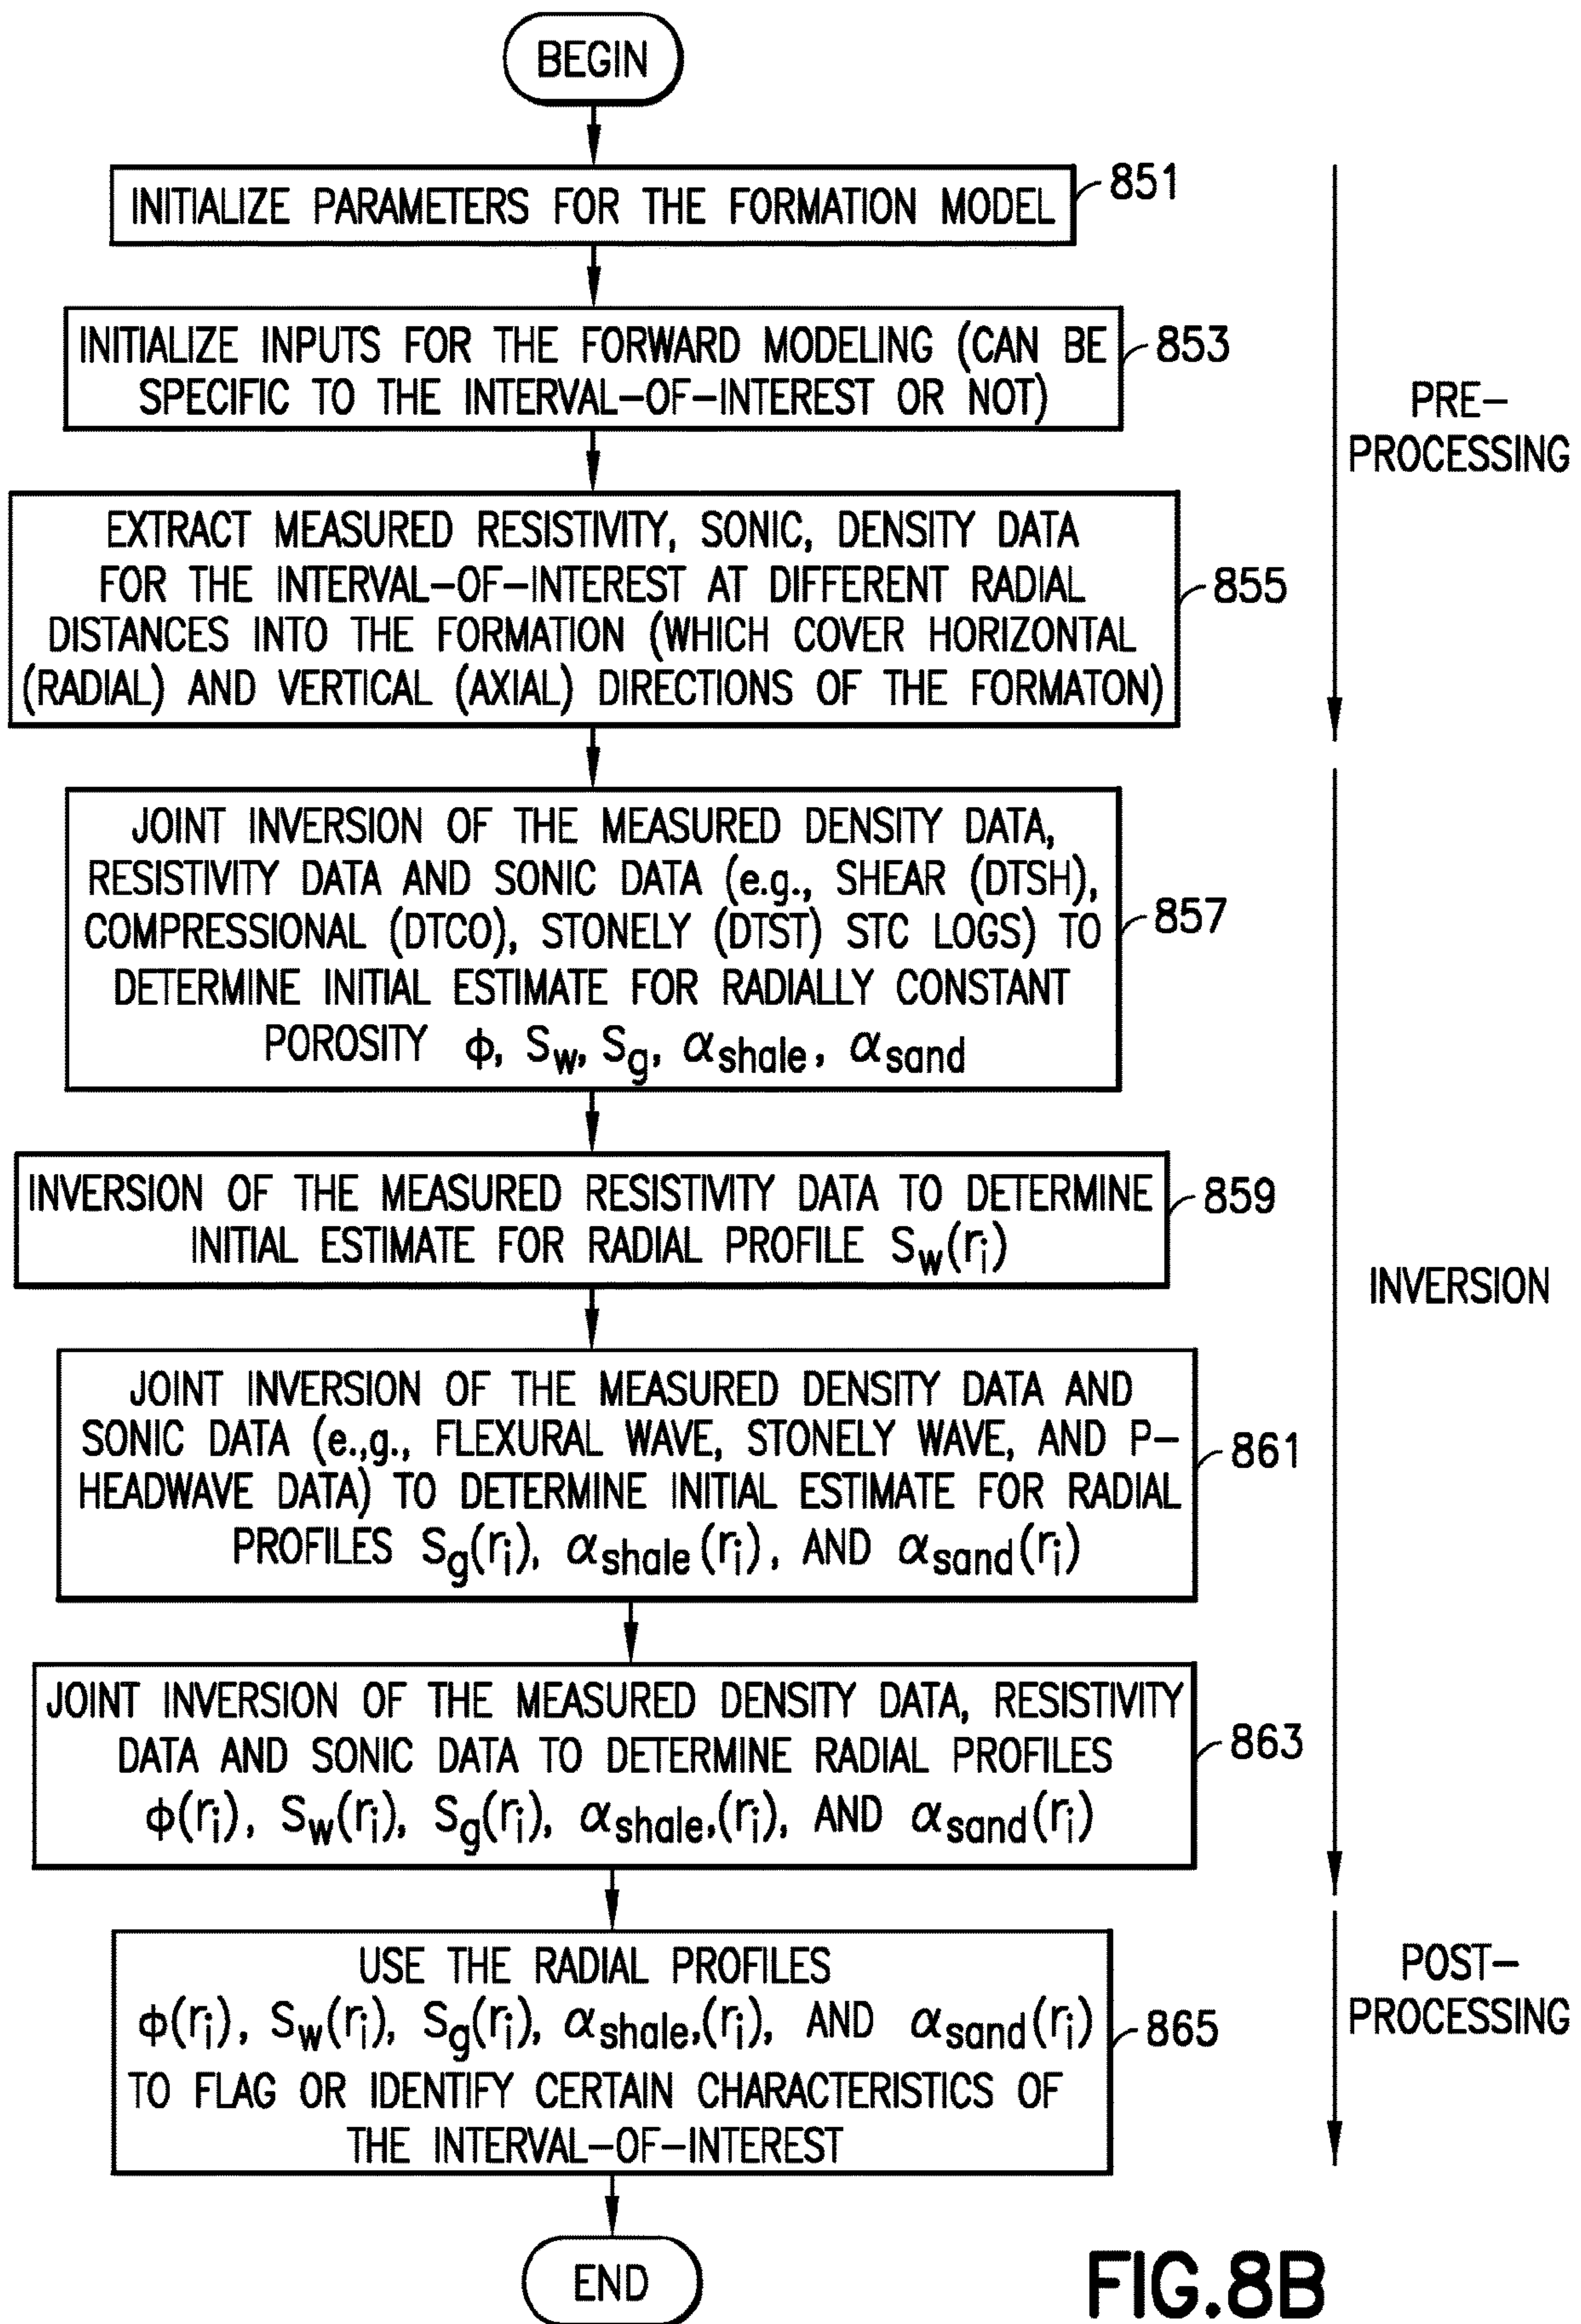 BEGIN
INITIALIZE PARAMETERS FOR THE FORMATION MODEL
851
INITIALIZE INPUTS FOR THE FORWARD MODELING (CAN BE
SPECIFIC TO THE INTERVAL-OF-INTEREST OR NOT)
853
PRE-
PROCESSING
EXTRACT MEASURED RESISTIVITY, SONIC, DENSITY DATA
FOR THE INTERVAL-OF-INTEREST AT DIFFERENT RADIAL
DISTANCES INTO THE FORMATION (WHICH COVER HORIZONTAL
(RADIAL) AND VERTICAL (AXIAL) DIRECTIONS OF THE FORMATON)
855
JOINT INVERSION OF THE MEASURED DENSITY DATA,
RESISTIVITY DATA AND SONIC DATA (e.g., SHEAR (DTSH),
COMPRESSIONAL (DTCO), STONELY (DTST) STC LOGS) TO
DETERMINE INITIAL ESTIMATE FOR RADIALLY CONSTANT
POROSITY ϕ, Sw, Sg, αshale, αsand
857
INVERSION OF THE MEASURED RESISTIVITY DATA TO DETERMINE
INITIAL ESTIMATE FOR RADIAL PROFILE Sw(ri)
859
INVERSION
JOINT INVERSION OF THE MEASURED DENSITY DATA AND
SONIC DATA (e.,g., FLEXURAL WAVE, STONELY WAVE, AND P-
HEADWAVE DATA) TO DETERMINE INITIAL ESTIMATE FOR RADIAL
PROFILES Sg(ri), αshale(ri), AND αsand(ri)
861
JOINT INVERSION OF THE MEASURED DENSITY DATA, RESISTIVITY
DATA AND SONIC DATA TO DETERMINE RADIAL PROFILES
ϕ(ri), Sw(ri), Sg(ri), αshale,(ri), AND αsand(ri)
863
USE THE RADIAL PROFILES
ϕ(ri), Sw(ri), Sg(ri), αshale,(ri), AND αsand(ri)
TO FLAG OR IDENTIFY CERTAIN CHARACTERISTICS OF
THE INTERVAL-OF-INTEREST
865
POST-
PROCESSING
END
FIG.8B